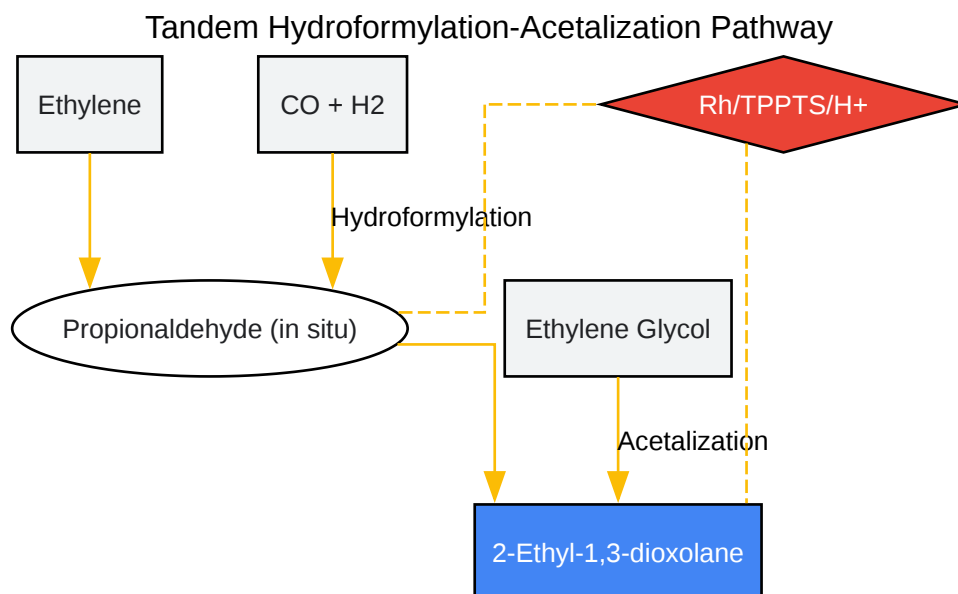 Tandem Hydroformylation-Acetalization Pathway
Ethylene
CO + H2
Rh/TPPTS/H+
Hydroformylation
Propionaldehyde (in situ)
Ethylene Glycol
Acetalization
2-Ethyl-1,3-dioxolane